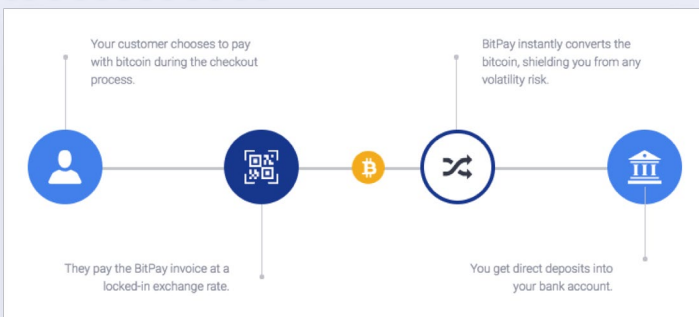 Your customer chooses to pay
with bitcoin during the checkout
process.
BitPay instantly converts the
bitcoin, shielding you from any
volatility risk.
They pay the BitPay invoice at a
locked-in exchange rate.
You get direct deposits into
your bank account.